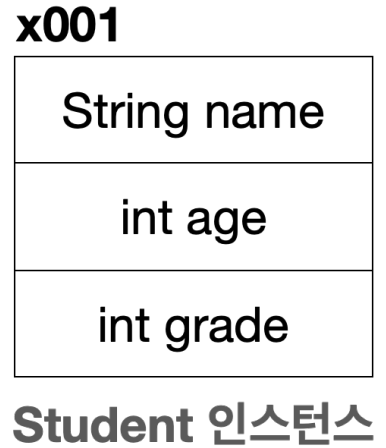 x001
String name
int age
int grade
Student 인스턴스